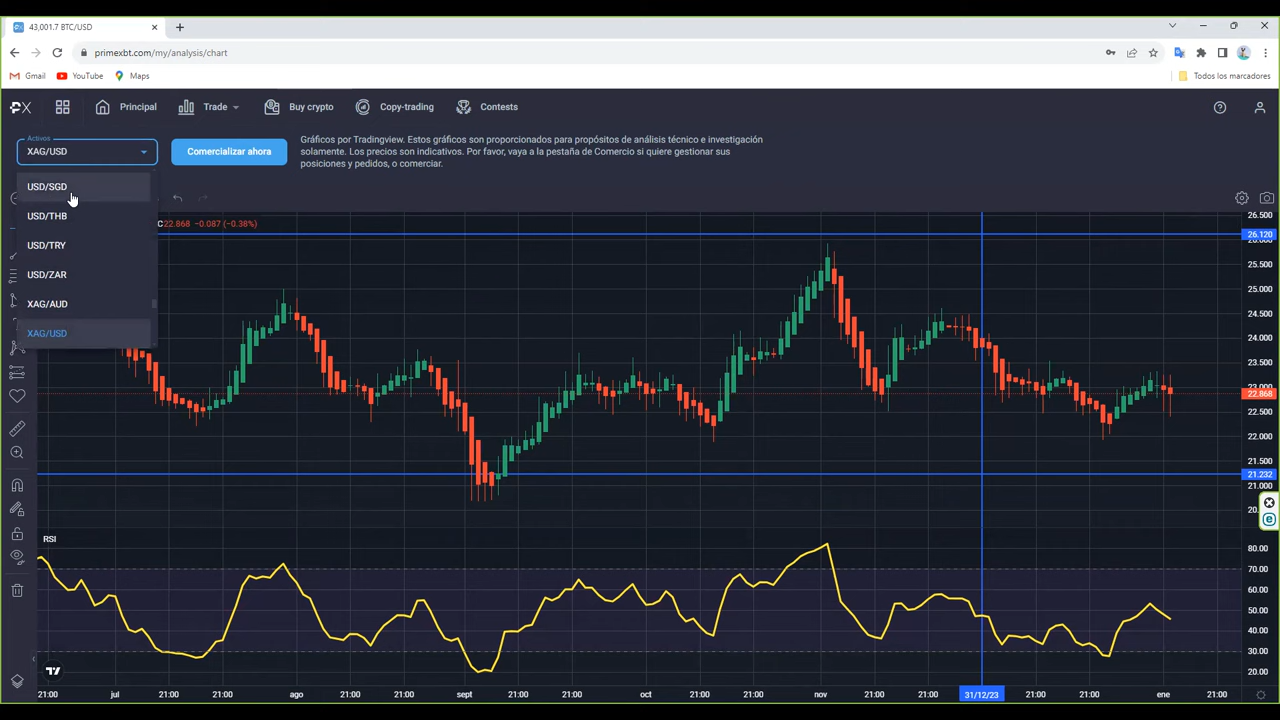 43,001.7 BTC/USD
primexbt.com/my/analysis/chart
Gmail
YouTube
Maps
Todos los marcadores
Principal
Trade
Buy crypto
Copy-trading
Contests
Activos
XAG/USD
Comercializar ahora
Gráficos por Tradingview. Estos gráficos son proporcionados para propósitos de análisis técnico e investigación
solamente. Los precios son indicativos. Por favor, vaya a la pestaña de Comercio si quiere gestionar sus
posiciones y pedidos, o comerciar.
USD/SGD
USD/THB
USD/TRY
USD/ZAR
XAG/AUD
XAG/USD
C22.868 −0.087 (−0.38%)
26.500
26.120
25.500
25.000
24.500
24.000
23.500
23.000
22.868
22.500
22.000
21.500
21.232
21.000
RSI
80.00
70.00
60.00
50.00
40.00
30.00
20.00
21:00 jul 21:00 21:00 ago 21:00 21:00 sept 21:00 21:00 oct 21:00 21:00 nov 21:00 21:00 31/12/23 21:00 21:00 ene 21:00